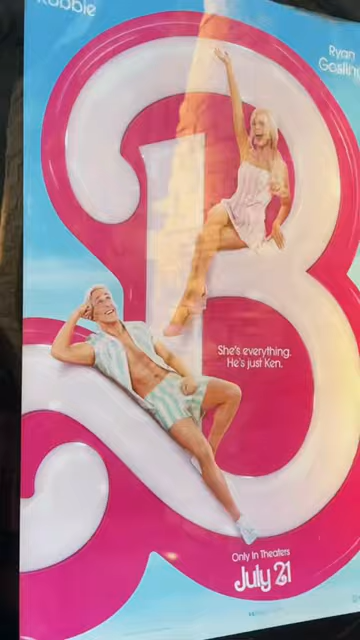 Robbie
Ryan
Gosling
B
She's everything.
He's just Ken.
Only In Theaters
July 21